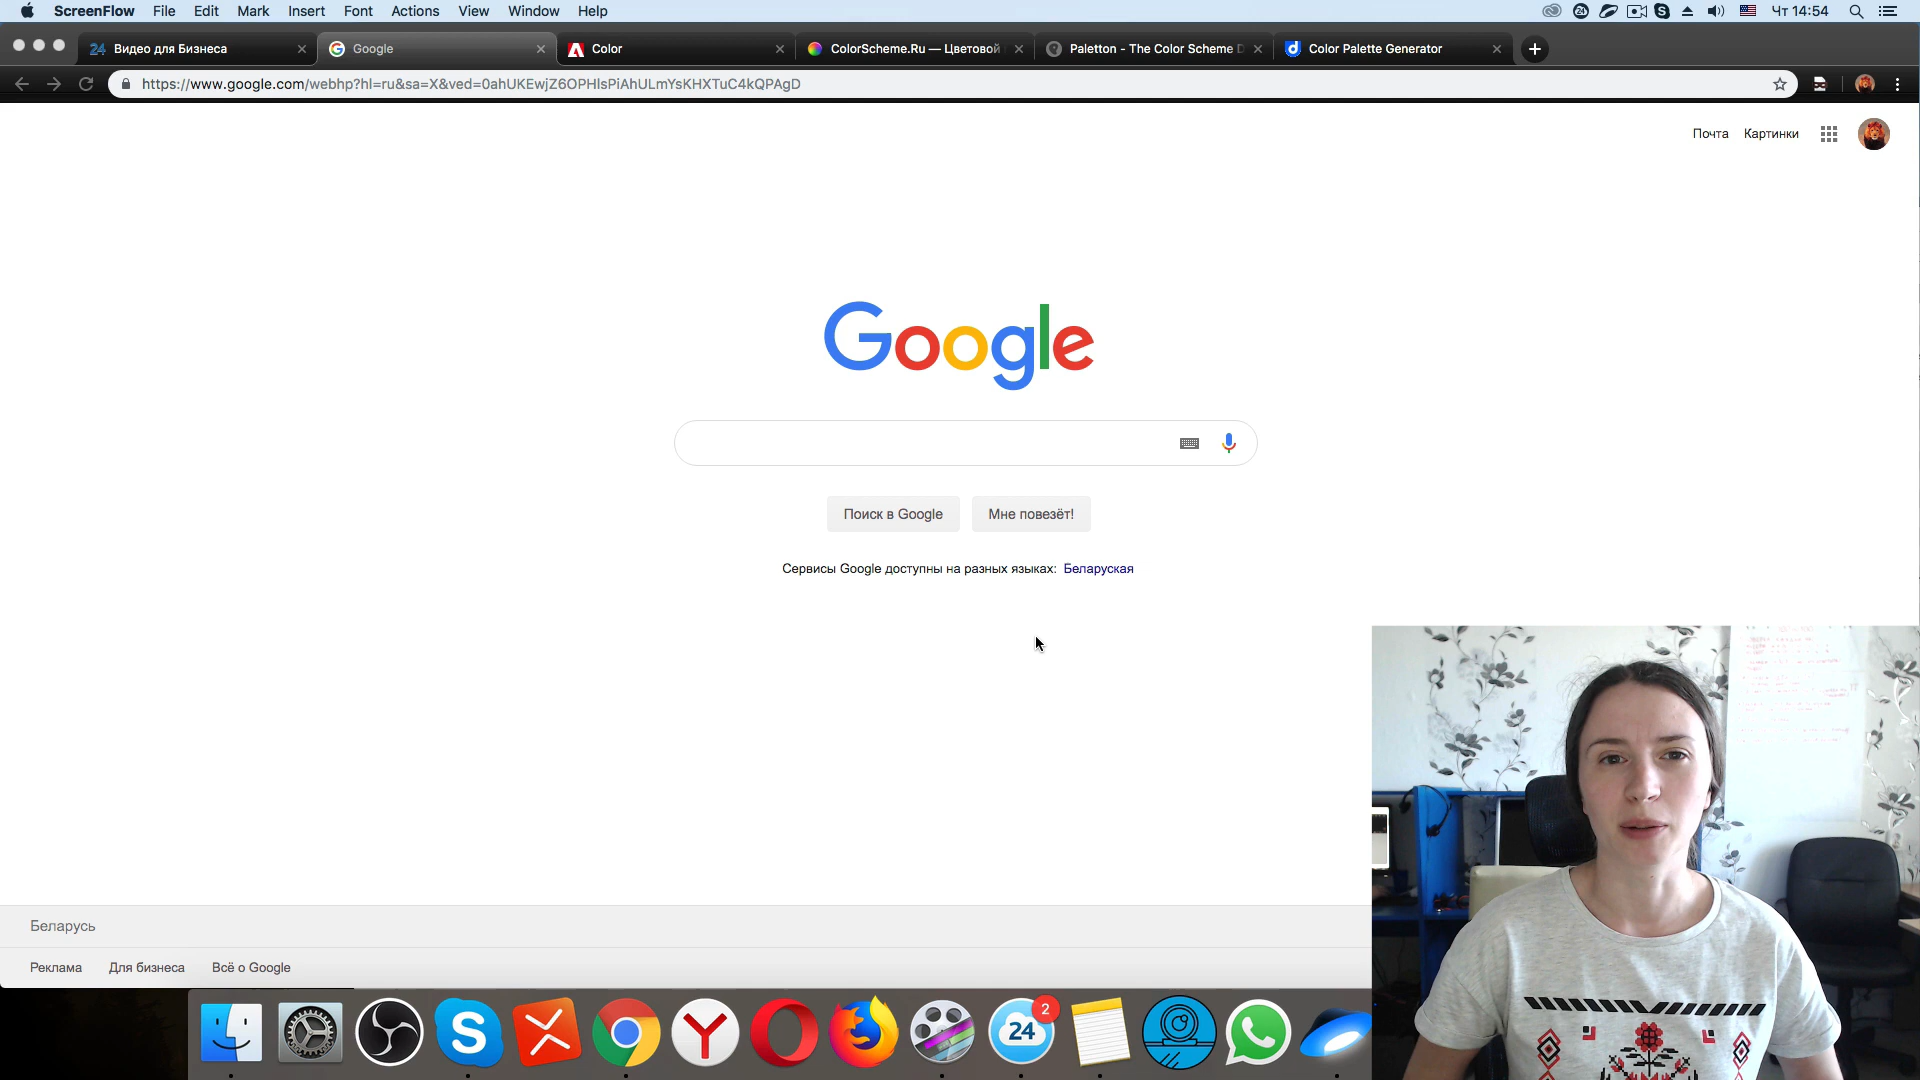 ScreenFlow File Edit Mark Insert Font Actions View Window Help
24 Чт 14:54
24 Видео для Бизнеса
Google
Color
ColorScheme.Ru — Цветовой
Paletton - The Color Scheme D
Color Palette Generator
https://www.google.com/webhp?hl=ru&sa=X&ved=0ahUKEwjZ6OPHIsPiAhULmYsKHXTuC4kQPAgD
Почта Картинки
Google
Поиск в Google Мне повезёт!
Сервисы Google доступны на разных языках: Беларуская
Беларусь
Реклама Для бизнеса Всё о Google
24
2